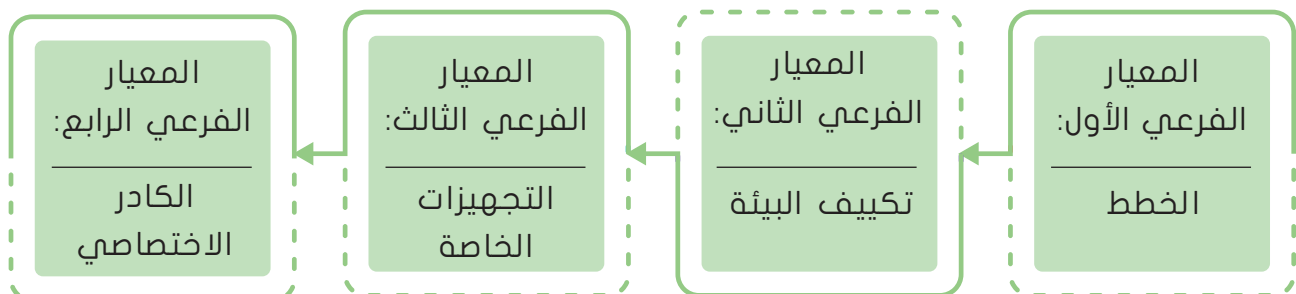 المعيار
الفرعي الأول:
الخطط
المعيار
الفرعي الثاني:
تكييف البيئة
المعيار
الفرعي الثالث:
التجهيزات
الخاصة
المعيار
الفرعي الرابع:
الكادر
الاختصاصي